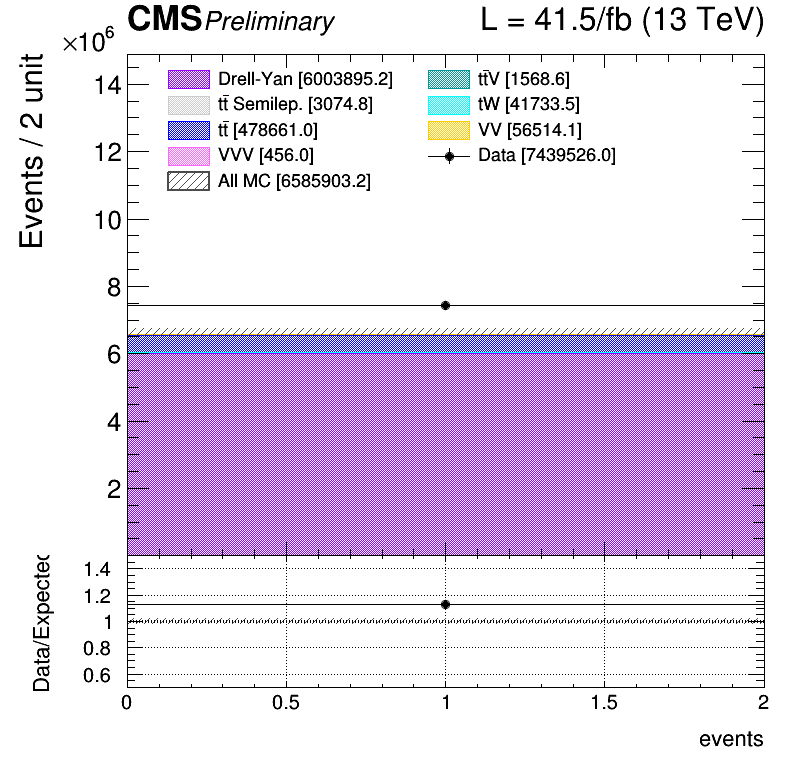 CMS Preliminary L = 41.5/fb (13 TeV)
×10⁶
Events / 2 unit
Drell-Yan [6003895.2]
tt̄ Semilep. [3074.8]
tt̄ [478661.0]
VVV [456.0]
All MC [6585903.2]
tt̄V [1568.6]
tW [41733.5]
VV [56514.1]
Data [7439526.0]
14
12
10
8
6
4
2
Data/Expected
1.4
1.2
1
0.8
0.6
0 0.5 1 1.5 2
events